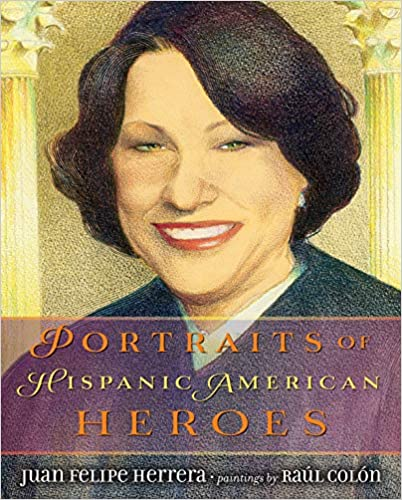 PORTRAITS OF
HISPANIC AMERICAN
HEROES
JUAN FELIPE HERRERA • paintings by RAÚL COLÓN